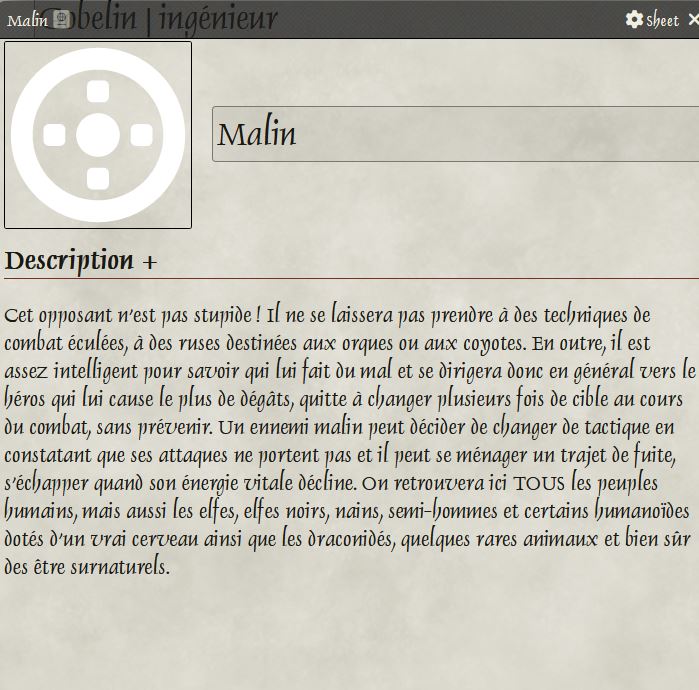 Gobelin | ingénieur
Malin
Sheet
Malin
Description +
Cet opposant n'est pas stupide ! Il ne se laissera pas prendre à des techniques de
combat éculées, à des ruses destinées aux orques ou aux coyotes. En outre, il est
assez intelligent pour savoir qui lui fait du mal et se dirigera donc en général vers le
héros qui lui cause le plus de dégâts, quitte à changer plusieurs fois de cible au cours
du combat, sans prévenir. Un ennemi malin peut décider de changer de tactique en
constatant que ses attaques ne portent pas et il peut se ménager un trajet de fuite,
s'échapper quand son énergie vitale décline. On retrouvera ici TOUS les peuples
humains, mais aussi les elfes, elfes noirs, nains, semi-hommes et certains humanoïdes
dotés d'un vrai cerveau ainsi que les draconidés, quelques rares animaux et bien sûr
des être surnaturels.